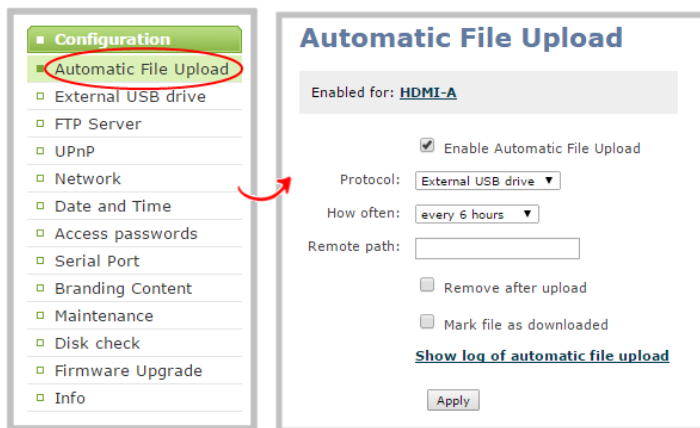 Configuration
Automatic File Upload
External USB drive
FTP Server
UPnP
Network
Date and Time
Access passwords
Serial Port
Branding Content
Maintenance
Disk check
Firmware Upgrade
Info
Automatic File Upload
Enabled for: HDMI-A
Enable Automatic File Upload
Protocol: External USB drive
How often: every 6 hours
Remote path:
Remove after upload
Mark file as downloaded
Show log of automatic file upload
Apply